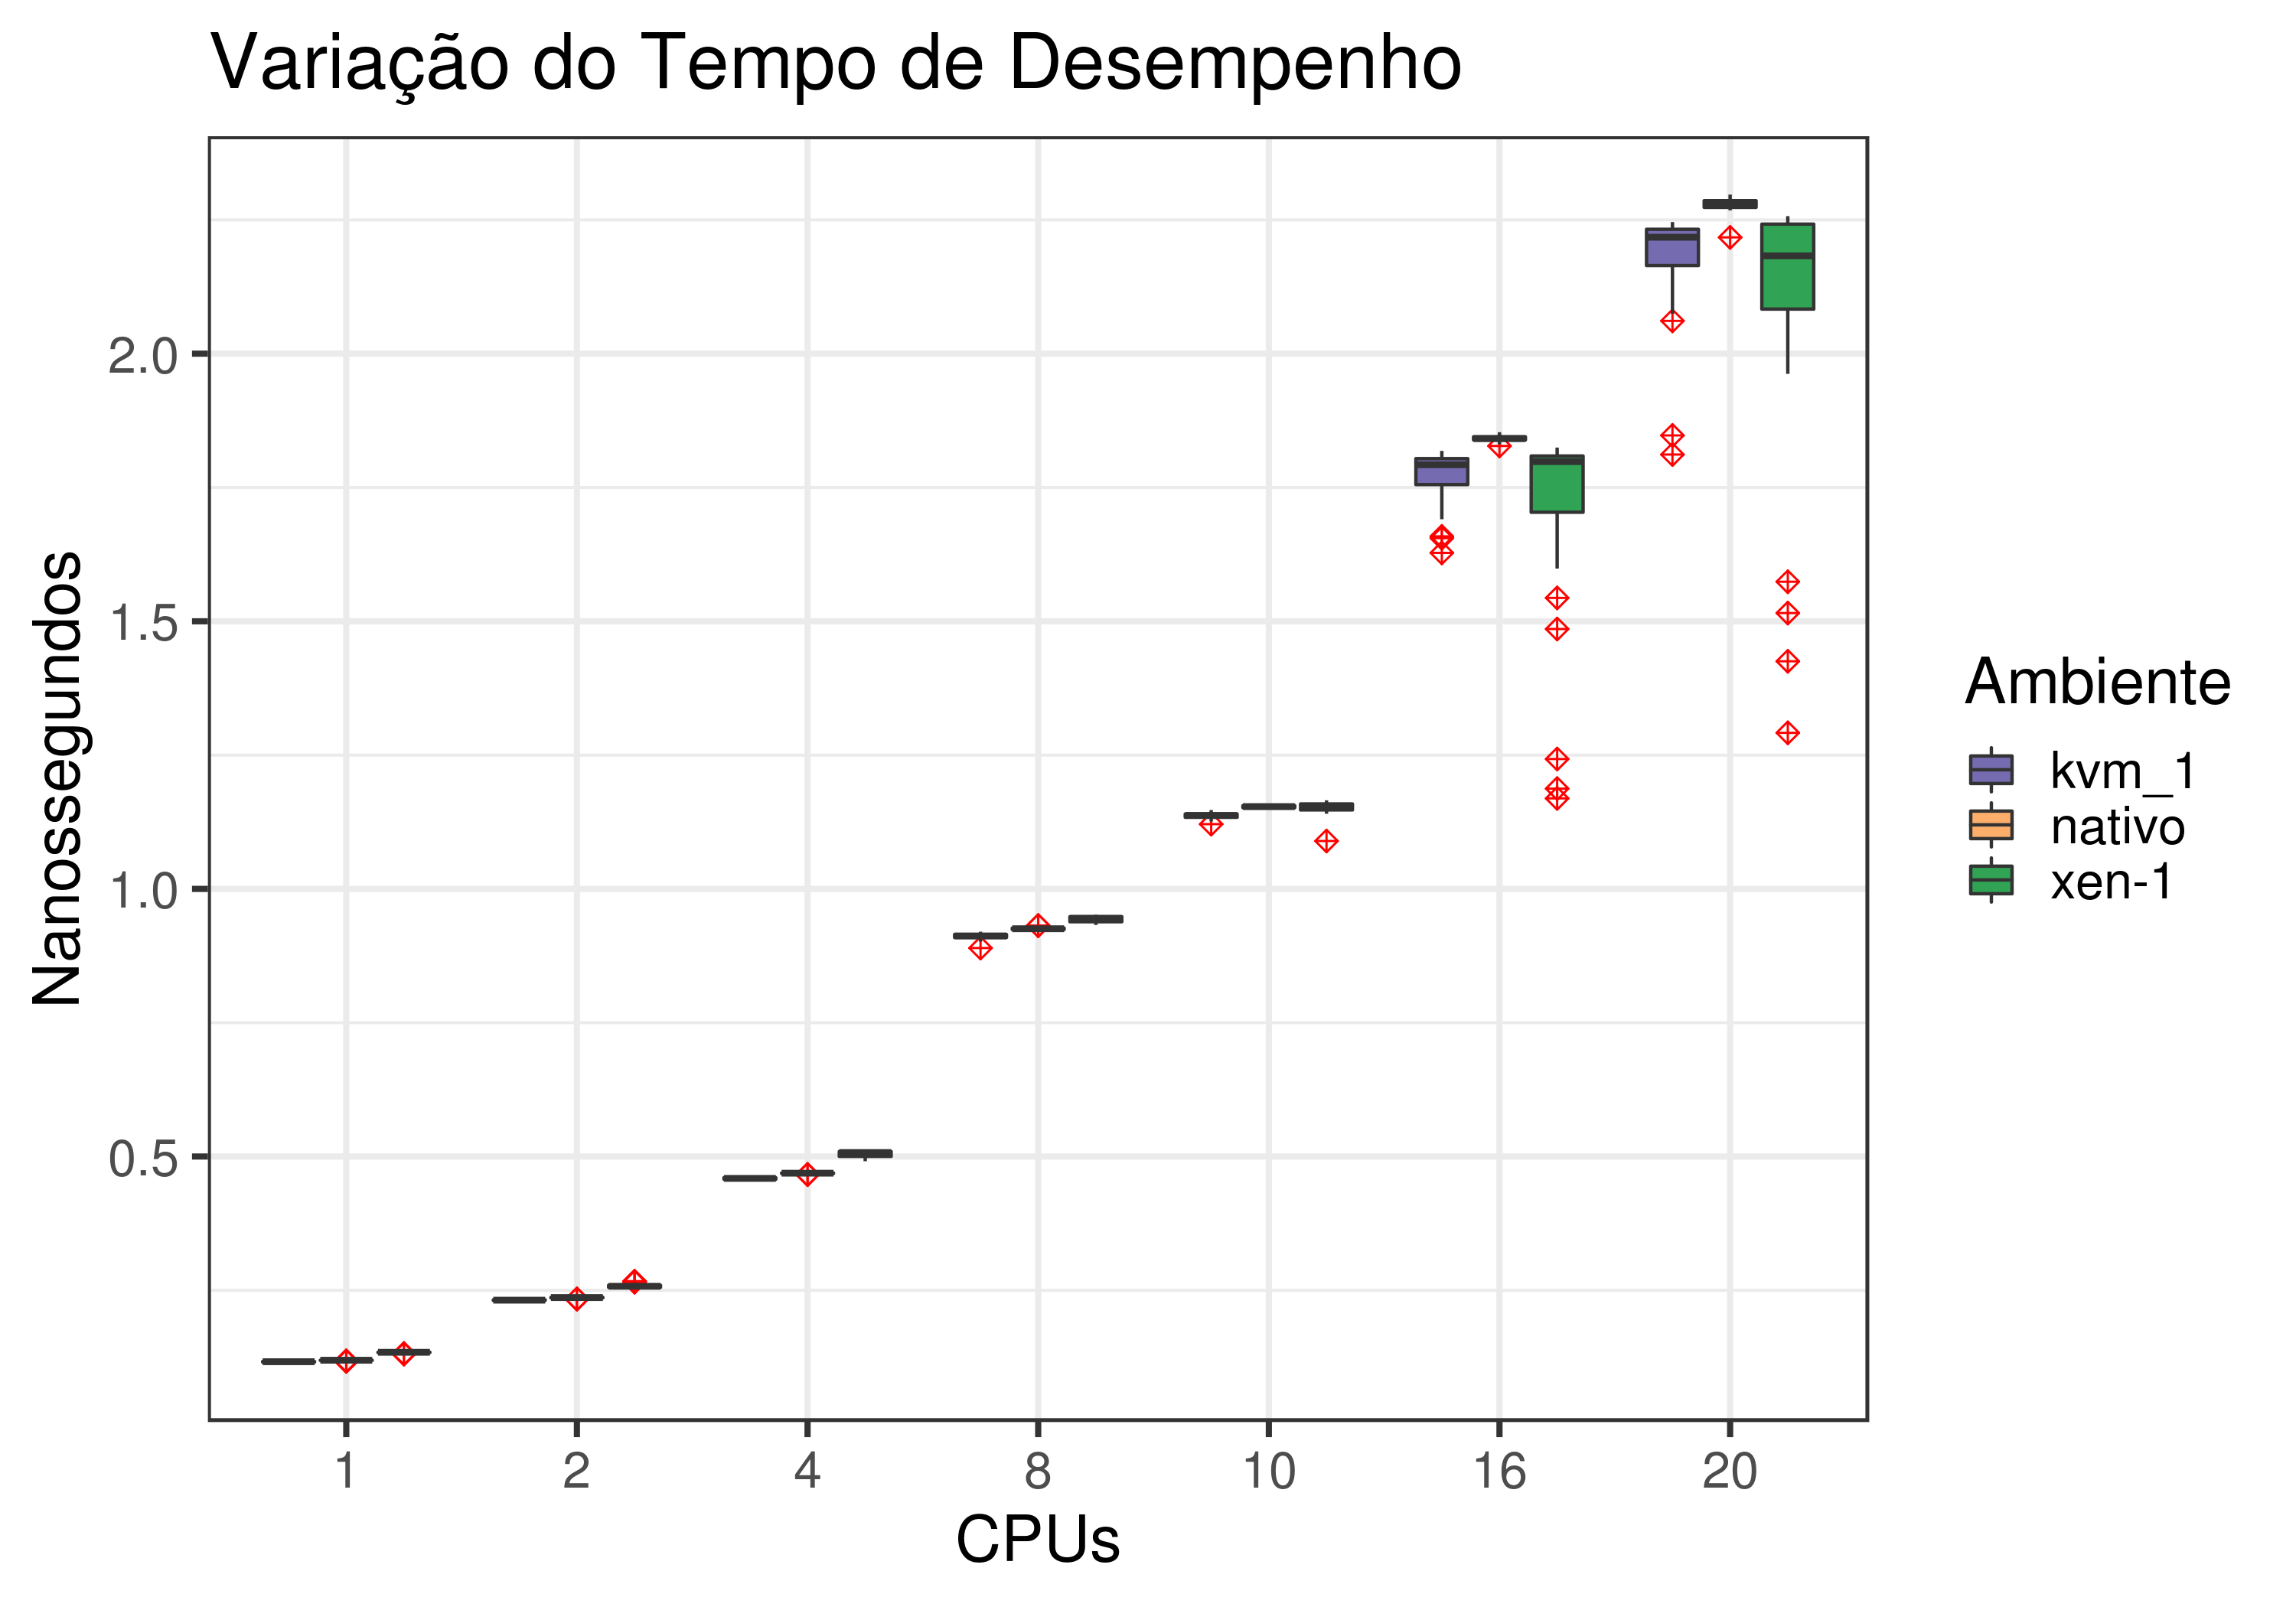 Variação do Tempo de Desempenho
Nanossegundos
2.0
1.5
1.0
0.5
1 2 4 8 10 16 20
CPUs
Ambiente
kvm_1
nativo
xen-1